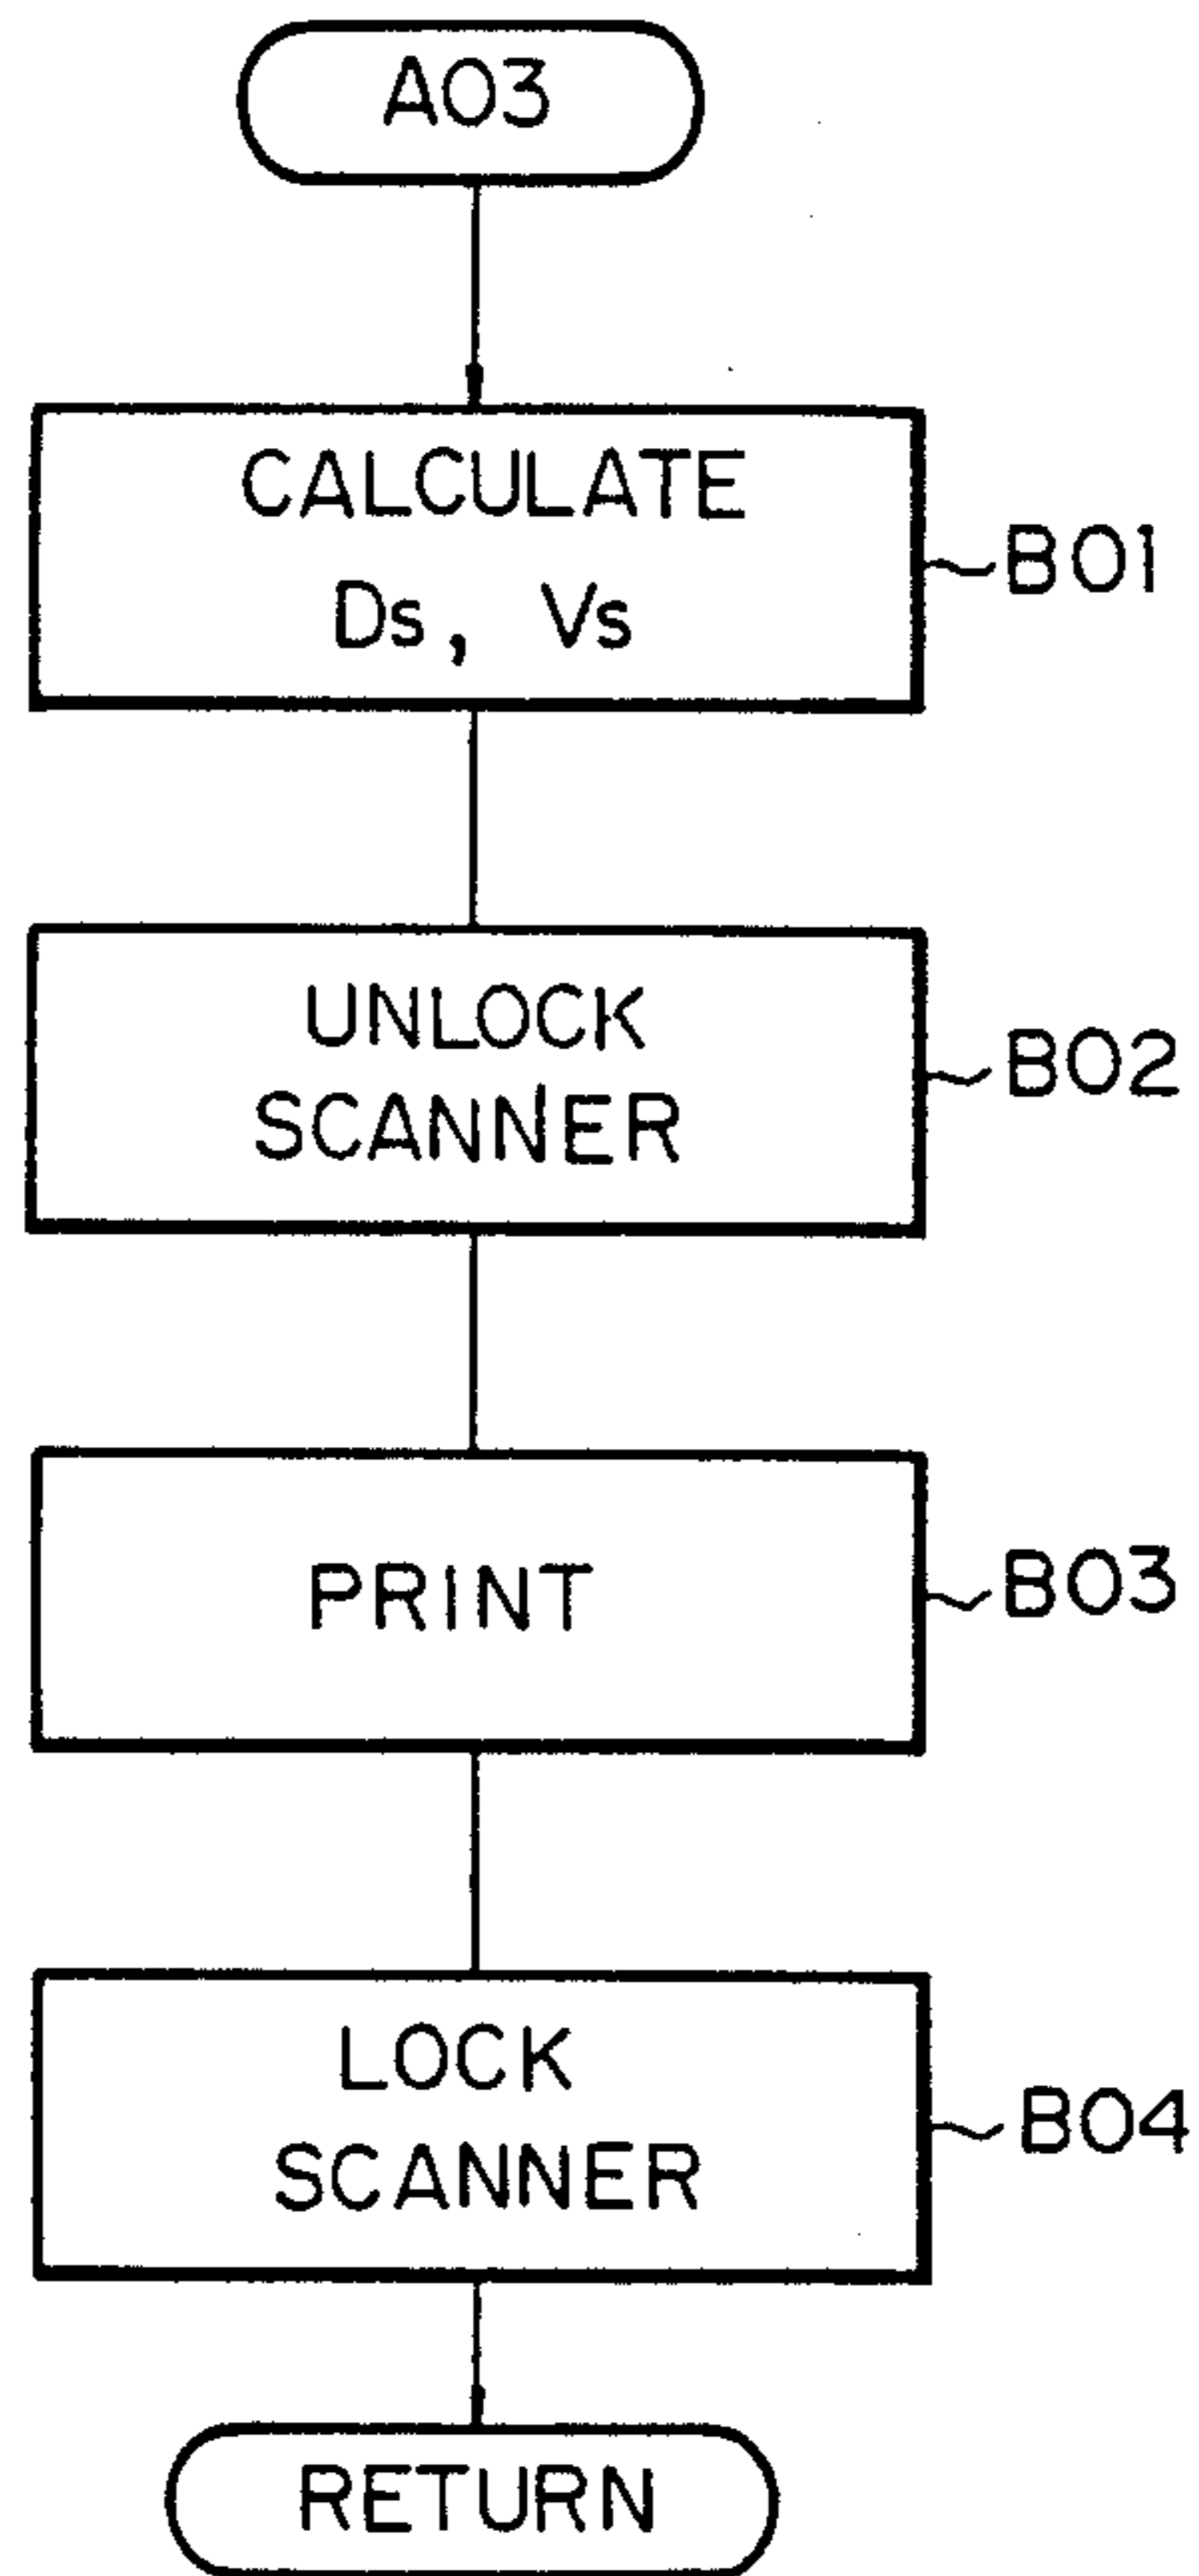 A03
CALCULATE
Ds, Vs
B01
UNLOCK
SCANNER
B02
PRINT
B03
LOCK
SCANNER
B04
RETURN